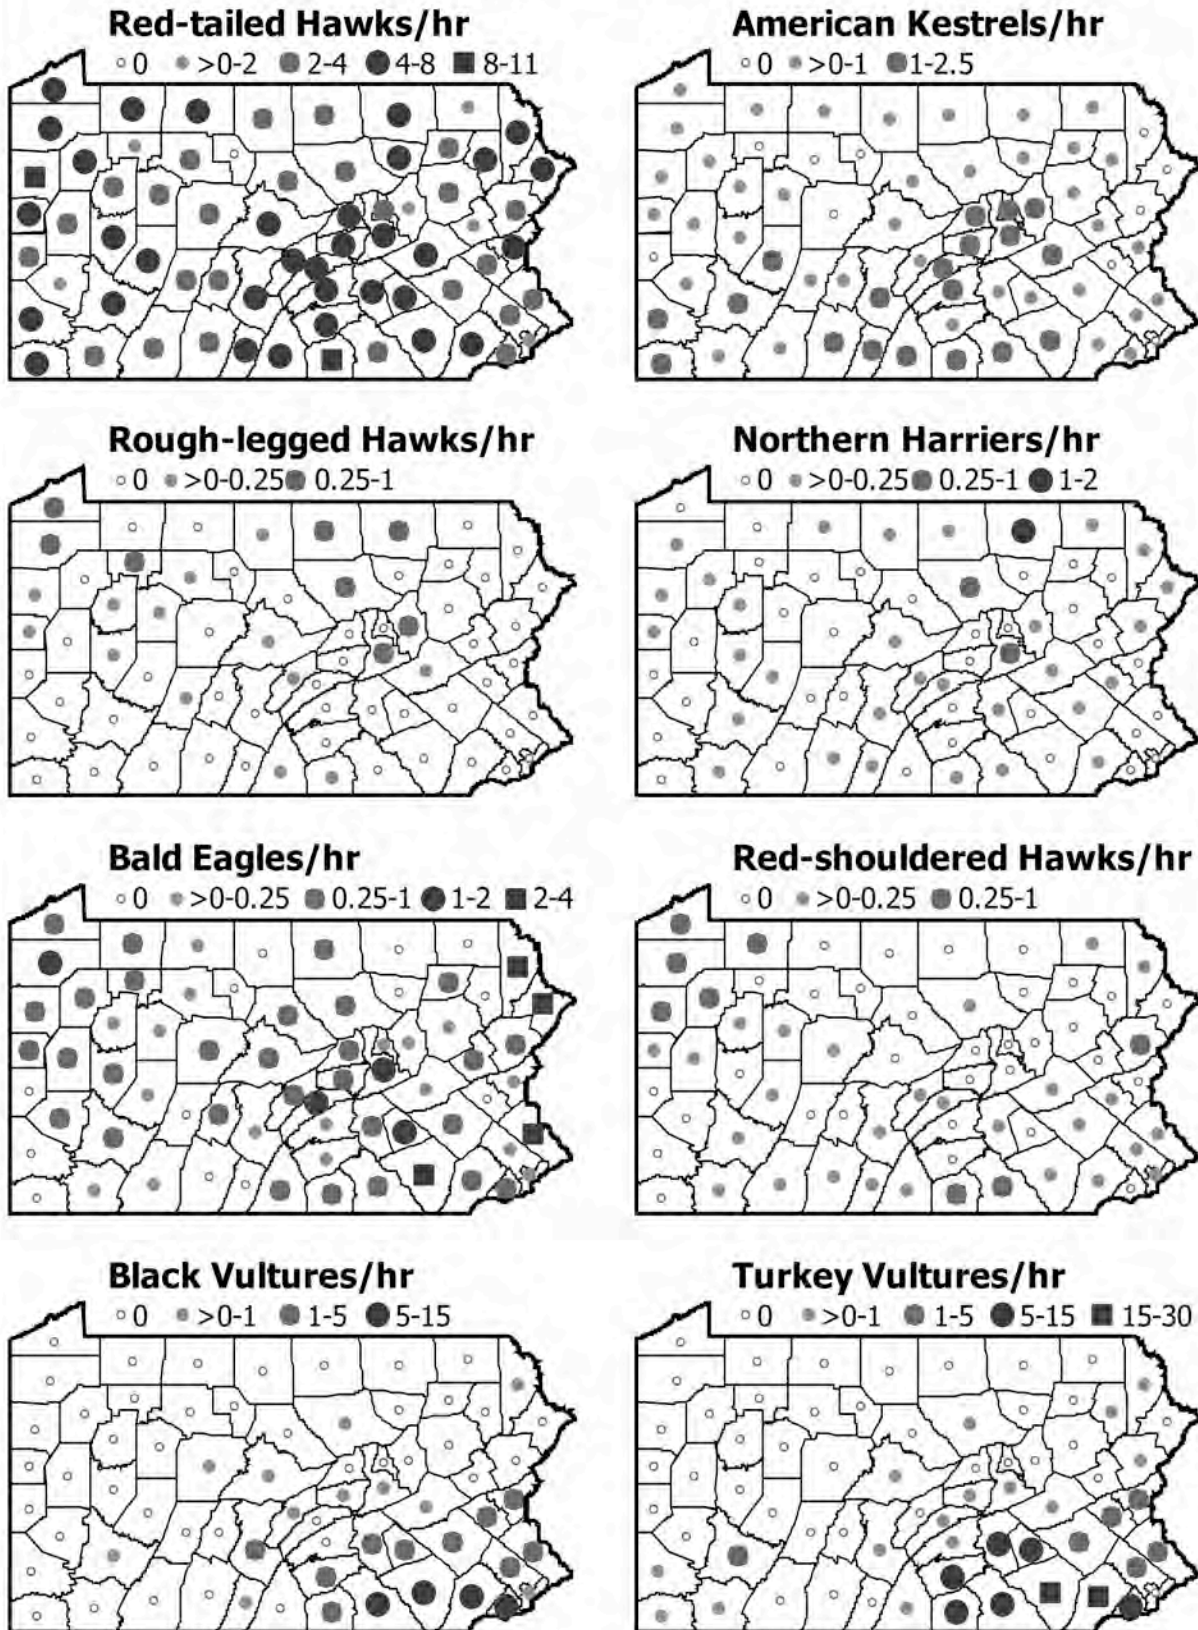 Red-tailed Hawks/hr
0 >0-2 2-4 4-8 8-11
American Kestrels/hr
0 >0-1 1-2.5
Rough-legged Hawks/hr
0 >0-0.25 0.25-1
Northern Harriers/hr
0 >0-0.25 0.25-1 1-2
Bald Eagles/hr
0 >0-0.25 0.25-1 1-2 2-4
Red-shouldered Hawks/hr
0 >0-0.25 0.25-1
Black Vultures/hr
0 >0-1 1-5 5-15
Turkey Vultures/hr
0 >0-1 1-5 5-15 15-30